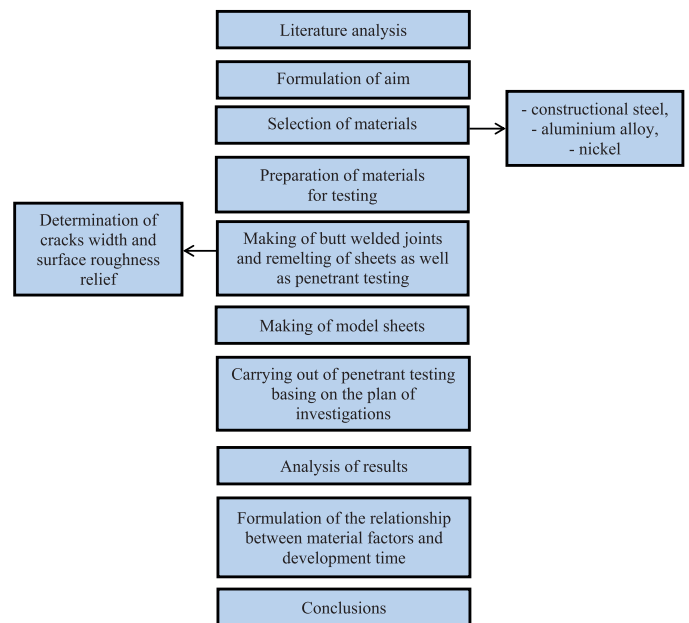 Literature analysis
Formulation of aim
Selection of materials
- constructional steel,
- aluminium alloy,
- nickel
Preparation of materials
for testing
Determination of
cracks width and
surface roughness
relief
Making of butt welded joints
and remelting of sheets as well
as penetrant testing
Making of model sheets
Carrying out of penetrant testing
basing on the plan of
investigations
Analysis of results
Formulation of the relationship
between material factors and
development time
Conclusions